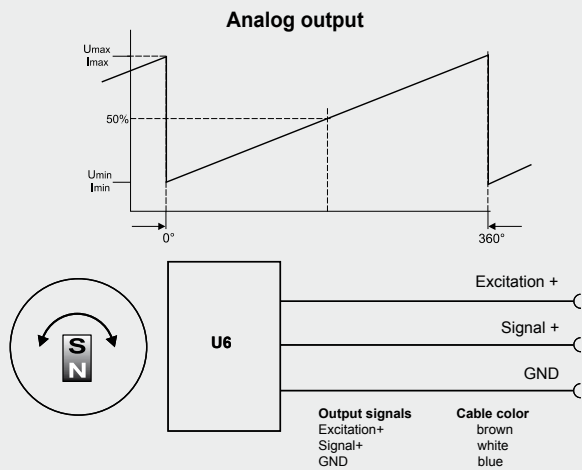 Analog output
Umax
Imax
50%
Umin
Imin
0°
360°
Excitation +
S
N
U6
Signal +
GND
Output signals Cable color
Excitation+ brown
Signal+ white
GND blue